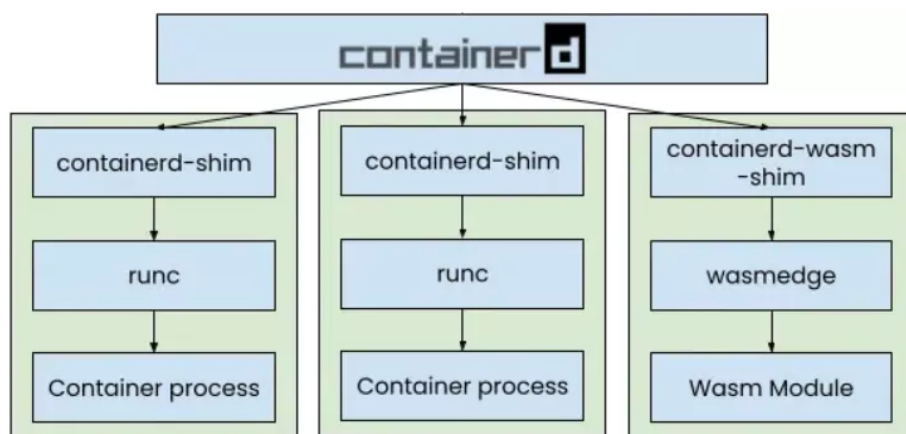 containerd
containerd-shim
runc
Container process
containerd-shim
runc
Container process
containerd-wasm
-shim
wasmedge
Wasm Module